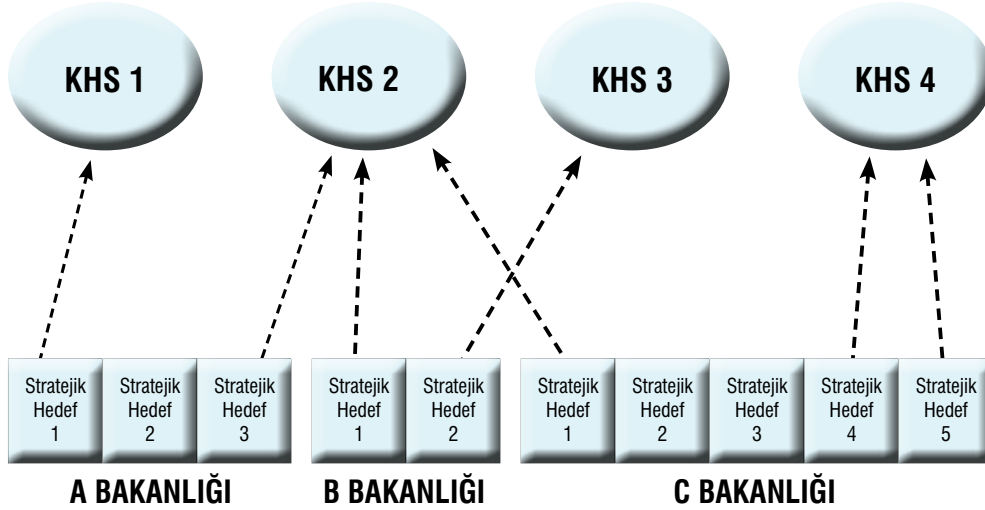 KHS 1
KHS 2
KHS 3
KHS 4
Stratejik
Hedef
1
Stratejik
Hedef
2
Stratejik
Hedef
3
Stratejik
Hedef
1
Stratejik
Hedef
2
Stratejik
Hedef
1
Stratejik
Hedef
2
Stratejik
Hedef
3
Stratejik
Hedef
4
Stratejik
Hedef
5
A BAKANLIĞI
B BAKANLIĞI
C BAKANLIĞI